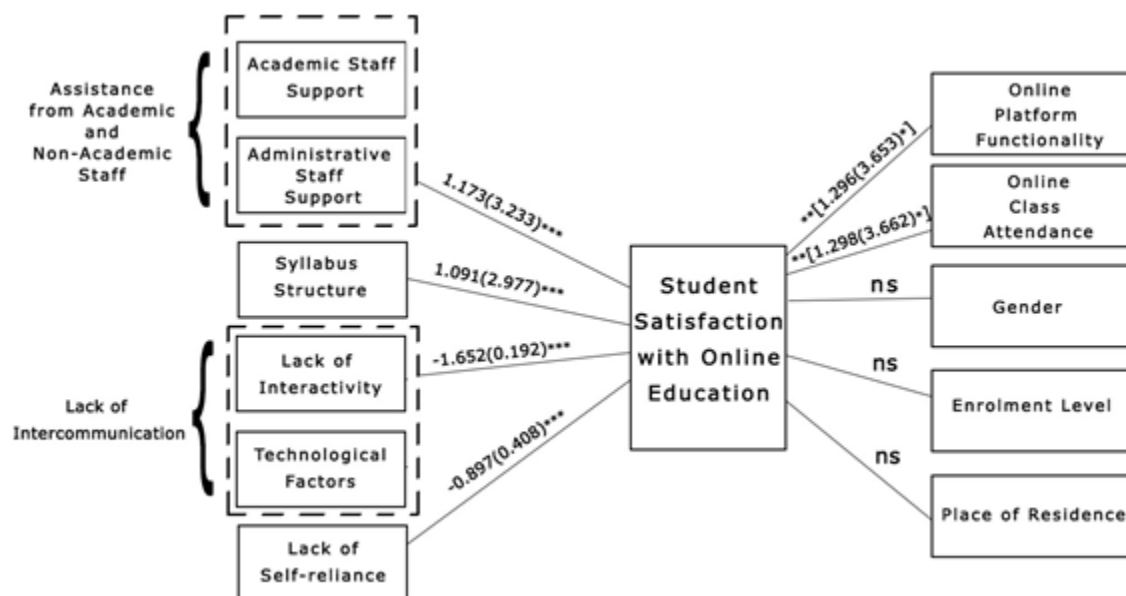 Assistance
from Academic
and
Non-Academic
Staff
Academic Staff
Support
Administrative
Staff
Support
1.173(3.233)***
Syllabus
Structure
1.091(2.977)***
Lack of
Intercommunication
Lack of
Interactivity
-1.652(0.192)***
Technological
Factors
Lack of
Self-reliance
-0.897(0.408)***
Student
Satisfaction
with Online
Education
**[1.296(3.653)*]
Online
Platform
Functionality
**[1.298(3.662)*]
Online
Class
Attendance
ns
Gender
ns
Enrolment Level
ns
Place of Residence